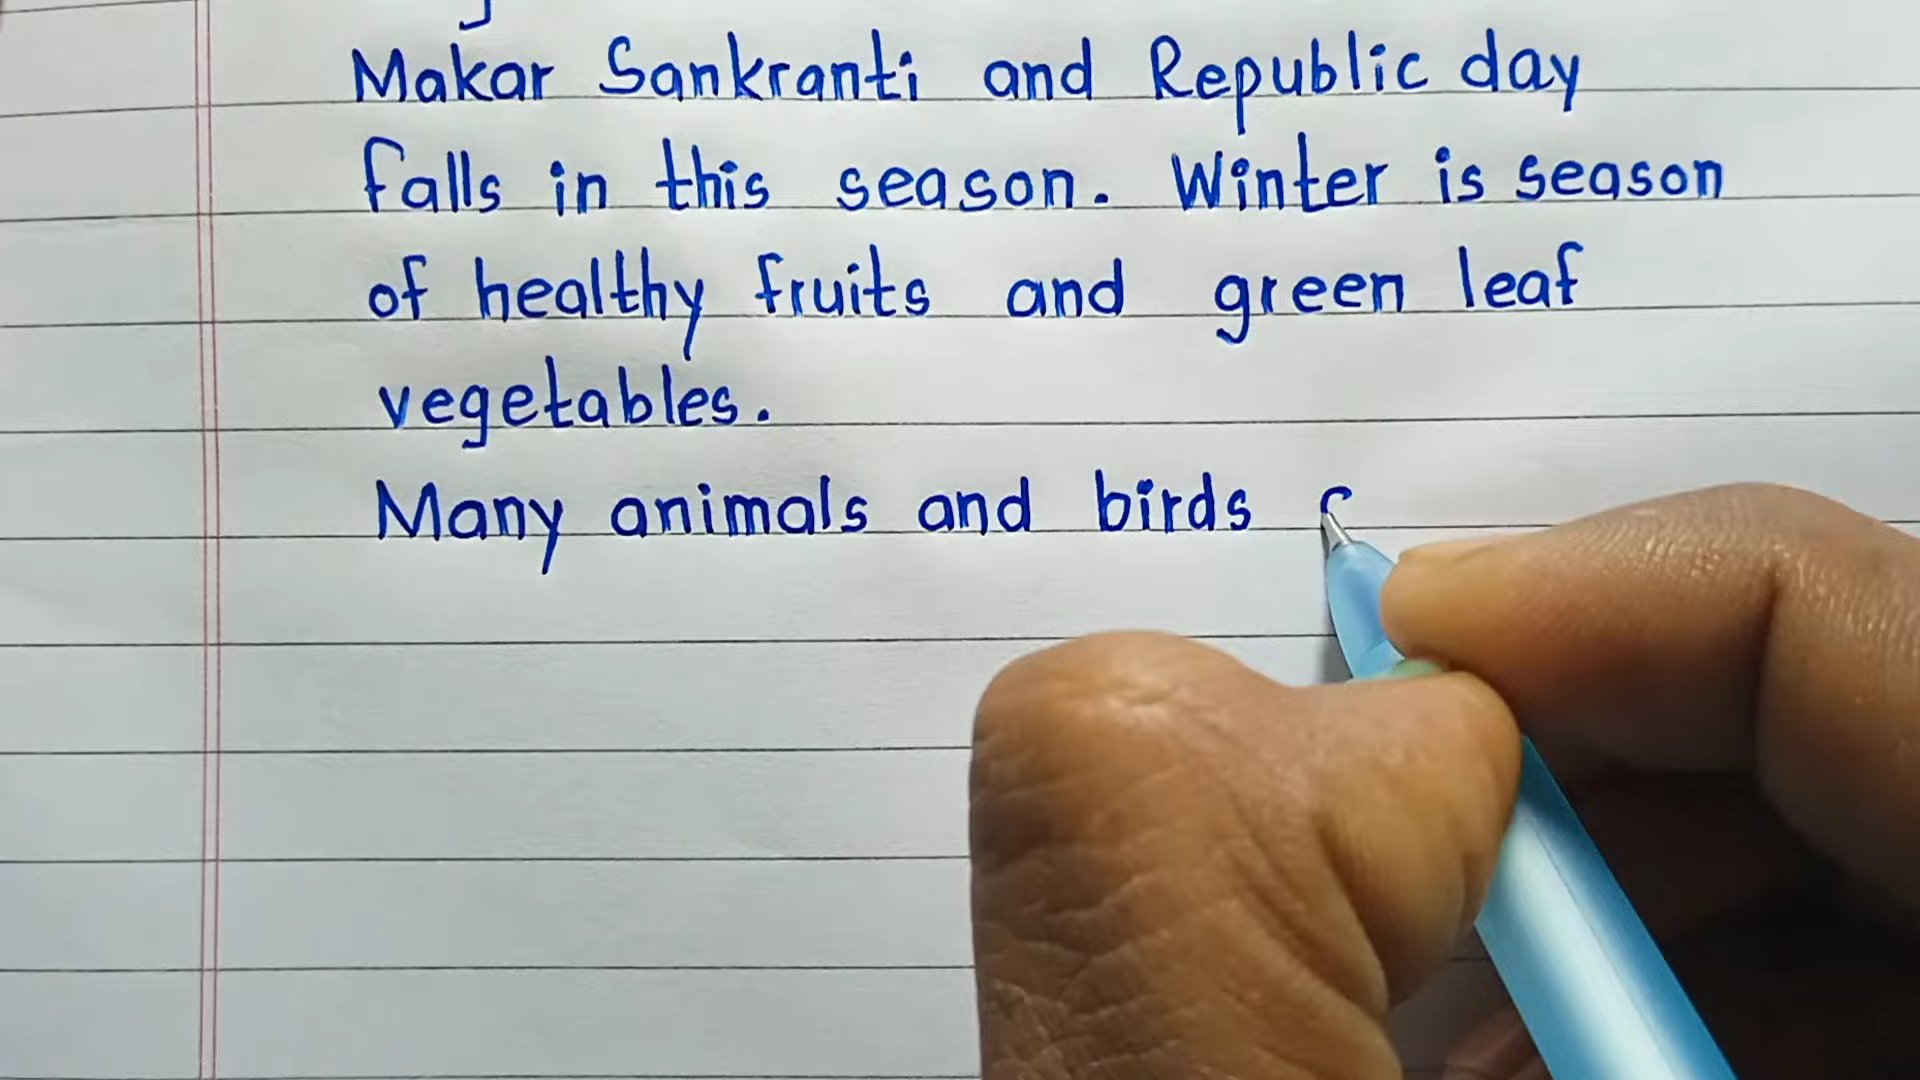 Makar Sankranti and Republic day
falls in this season. Winter is season
of healthy fruits and green leaf
vegetables.
Many animals and birds